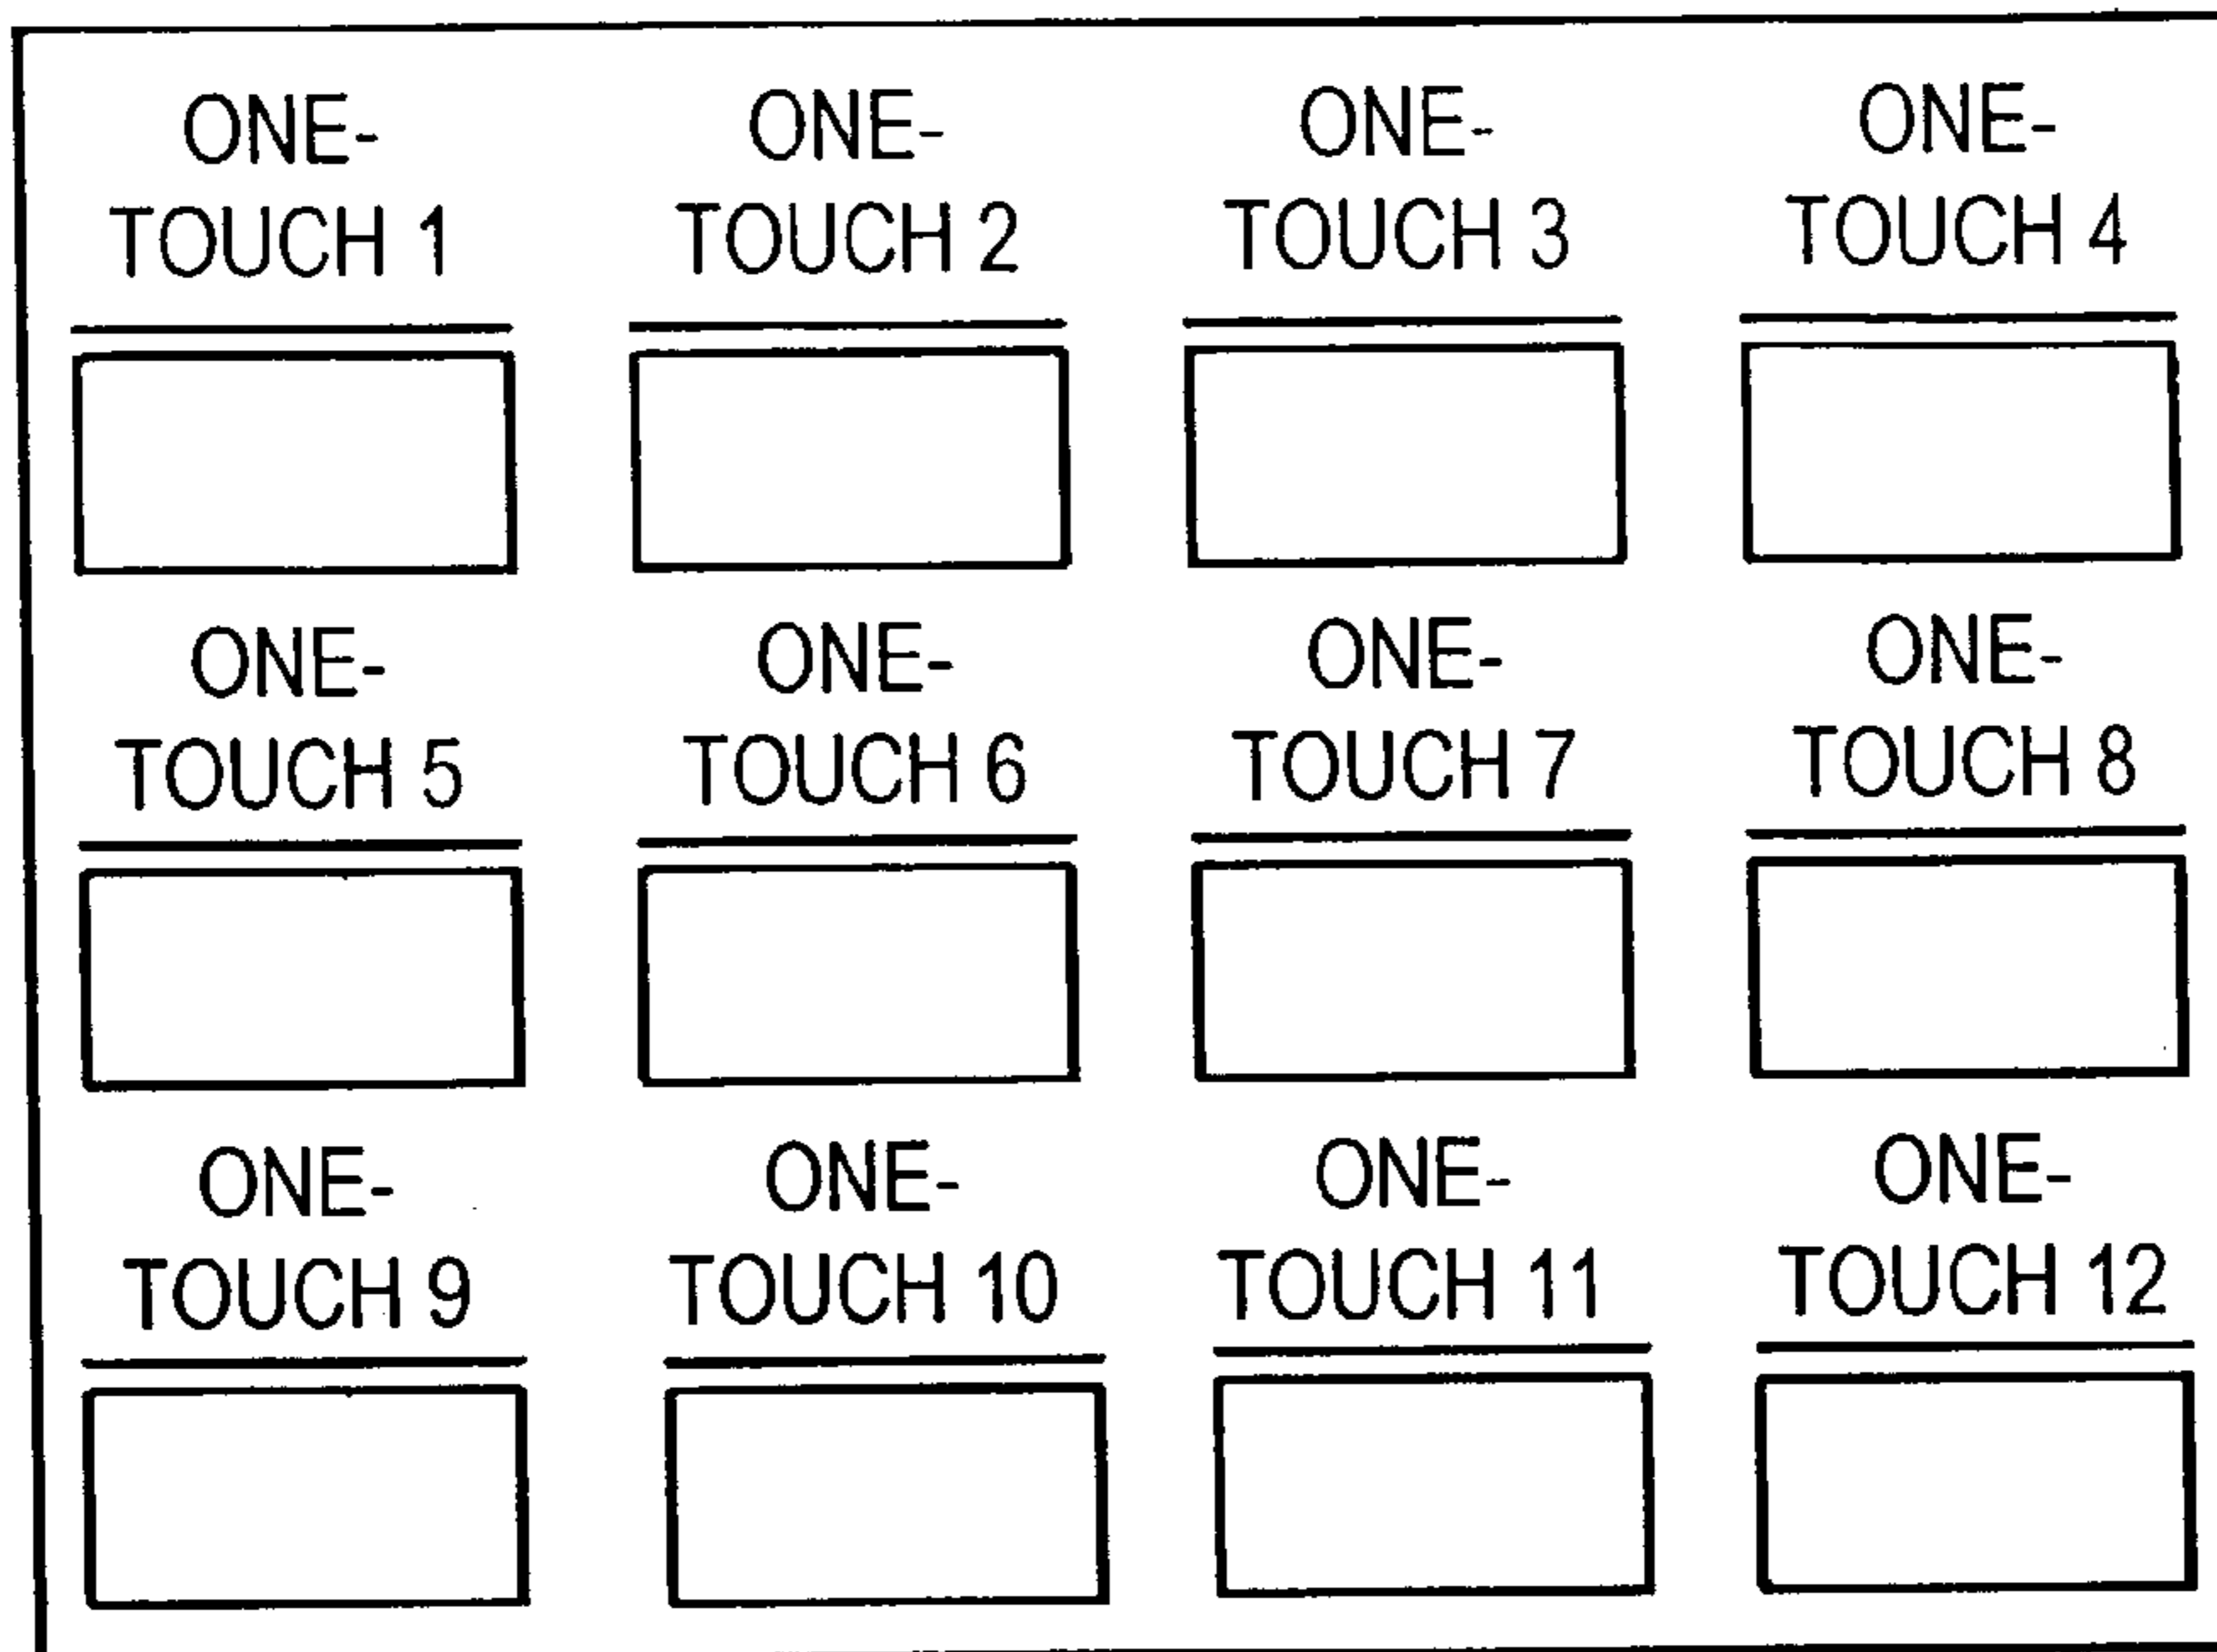 ONE- ONE- ONE- ONE-
TOUCH 1 TOUCH 2 TOUCH 3 TOUCH 4
ONE- ONE- ONE- ONE-
TOUCH 5 TOUCH 6 TOUCH 7 TOUCH 8
ONE- ONE- ONE- ONE-
TOUCH 9 TOUCH 10 TOUCH 11 TOUCH 12